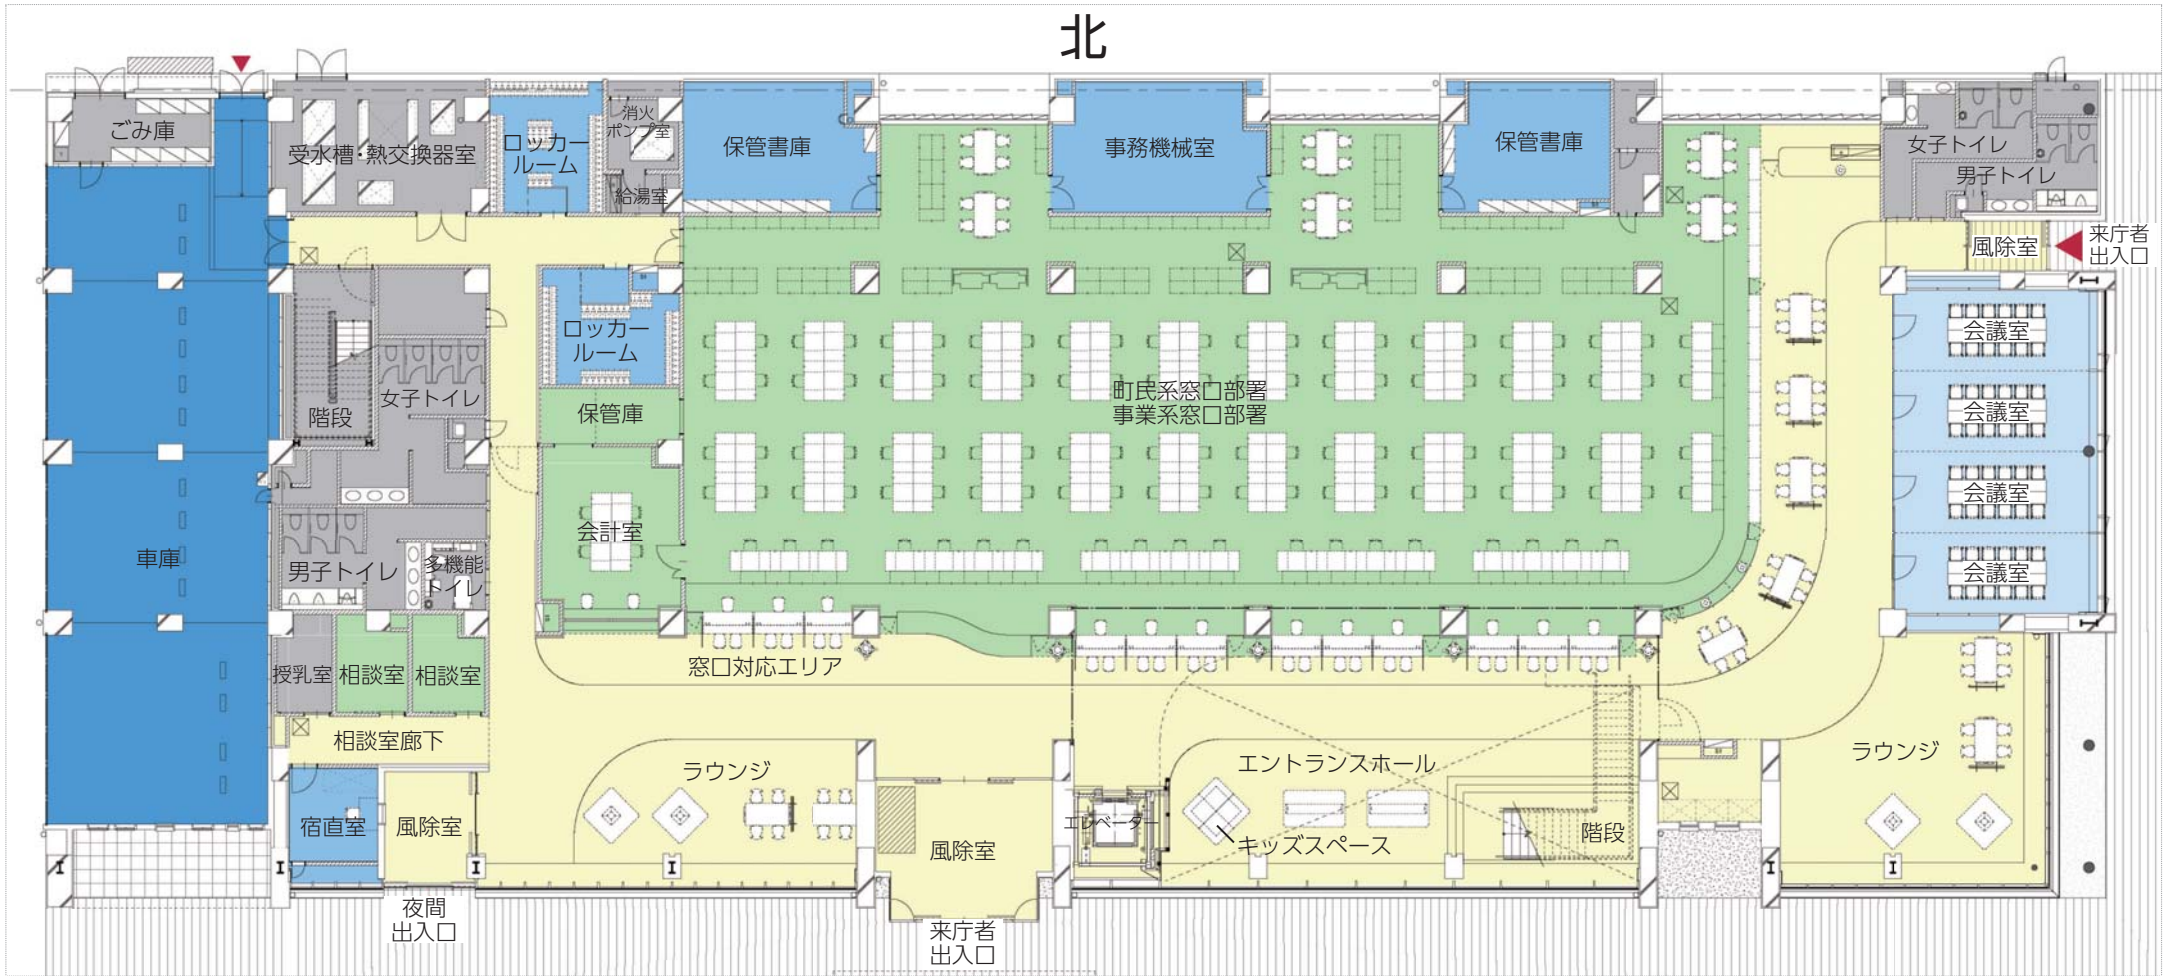 北
ごみ庫
受水槽・熱交換器室
ロッカー
ルーム
消火
ポンプ室
給湯室
保管書庫
事務機械室
保管書庫
女子トイレ
男子トイレ
風除室
来庁者
出入口
ロッカー
ルーム
会議室
会議室
会議室
会議室
階段
女子トイレ
保管庫
町民系窓口部署
事業系窓口部署
会計室
車庫
男子トイレ
多機能
トイレ
授乳室
相談室
相談室
窓口対応エリア
相談室廊下
ラウンジ
エントランスホール
ラウンジ
宿直室
風除室
風除室
エレベーター
キッズスペース
階段
夜間
出入口
来庁者
出入口